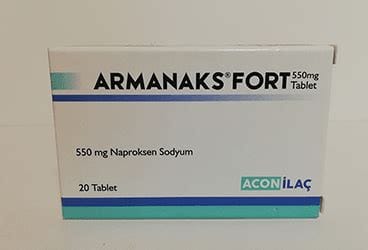 ARMANAKS® FORT 550mg Tablet
550 mg Naproksen Sodyum
20 Tablet
ACON İLAÇ